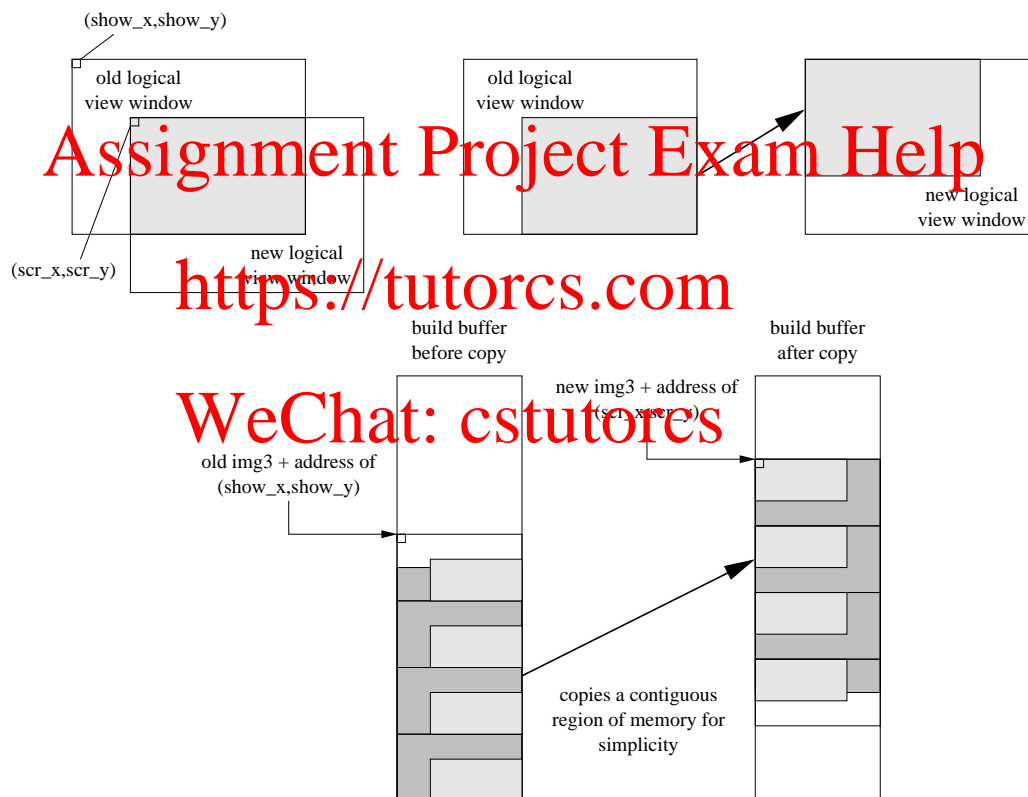 (show_x,show_y)
old logical
view window
old logical
view window
Assignment Project Exam Help
new logical
view window
(scr_x,scr_y)
new logical
view window
https://tutorcs.com
build buffer
before copy
build buffer
after copy
new img3 + address of
(scr_x,scr_y)
WeChat: cstutorcs
old img3 + address of
(show_x,show_y)
copies a contiguous
region of memory for
simplicity